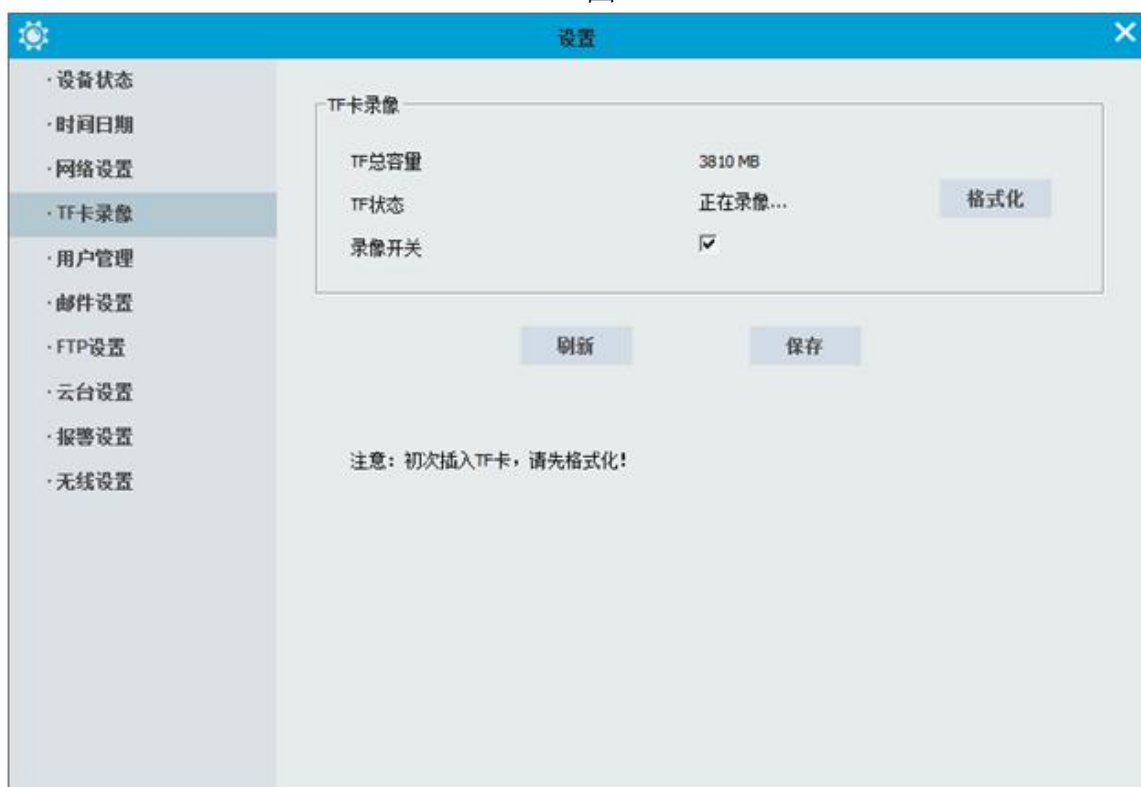 设置
·设备状态
·时间日期
·网络设置
·TF卡录像
·用户管理
·邮件设置
·FTP设置
·云台设置
·报警设置
·无线设置
TF卡录像
TF总容量 3810 MB
TF状态 正在录像... 格式化
录像开关
刷新 保存
注意：初次插入TF卡，请先格式化！